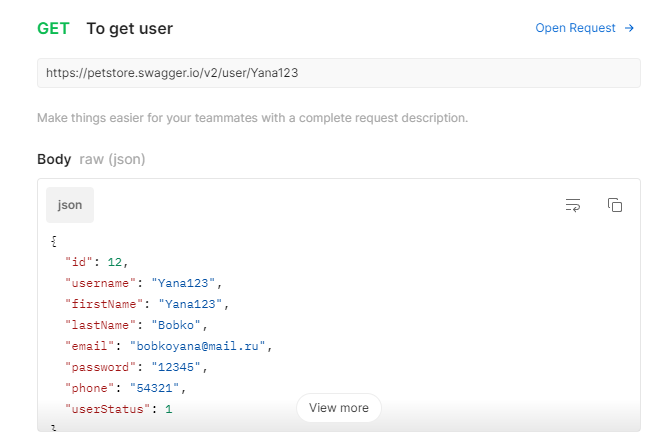 GET To get user Open Request →
https://petstore.swagger.io/v2/user/Yana123
Make things easier for your teammates with a complete request description.
Body raw (json)
json
{
"id": 12,
"username": "Yana123",
"firstName": "Yana123",
"lastName": "Bobko",
"email": "bobkoyana@mail.ru",
"password": "12345",
"phone": "54321",
"userStatus": 1
View more
}